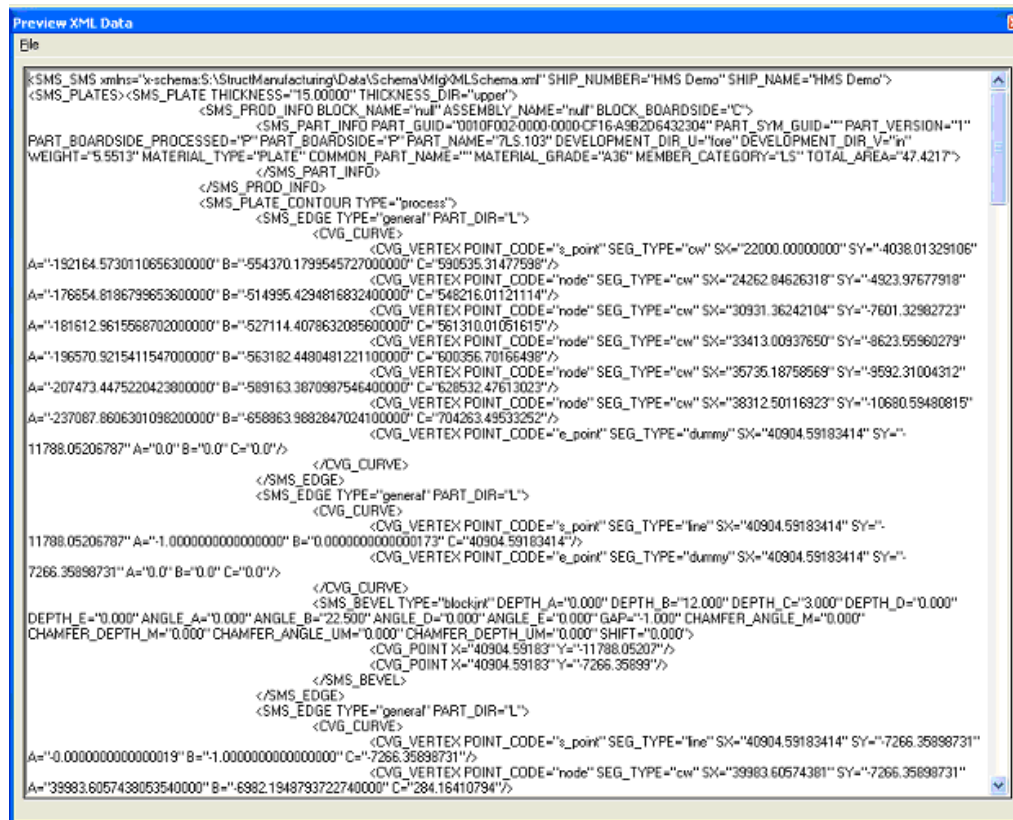 Preview XML Data
File
<SMS_SMS xmlns="x-schema:S:\StructManufacturing\Data\Schema\MfgXMLSchema.xml" SHIP_NUMBER="HMS Demo" SHIP_NAME="HMS Demo">
<SMS_PLATES><SMS_PLATE THICKNESS="15.00000" THICKNESS_DIR="upper">
<SMS_PROD_INFO BLOCK_NAME="null" ASSEMBLY_NAME="null" BLOCK_BOARDSIDE="C">
<SMS_PART_INFO PART_GUID="0010F002-0000-0000-CF16-A9B2D6432304" PART_SYM_GUID="" PART_VERSION="1"
PART_BOARDSIDE_PROCESSED="P" PART_BOARDSIDE="P" PART_NAME="7LS.103" DEVELOPMENT_DIR_U="fore" DEVELOPMENT_DIR_V="in"
WEIGHT="5.5513" MATERIAL_TYPE="PLATE" COMMON_PART_NAME="" MATERIAL_GRADE="A36" MEMBER_CATEGORY="LS" TOTAL_AREA="47.4217">
</SMS_PART_INFO>
</SMS_PROD_INFO>
<SMS_PLATE_CONTOUR TYPE="process">
<SMS_EDGE TYPE="general" PART_DIR="L">
<CVG_CURVE>
<CVG_VERTEX POINT_CODE="s_point" SEG_TYPE="cw" SX="22000.00000000" SY="-4038.01329106"
A="-192164.5730110656300000" B="-554370.1799545727000000" C="590535.31477598"/>
<CVG_VERTEX POINT_CODE="node" SEG_TYPE="cw" SX="24262.84626318" SY="-4923.97677918"
A="-176654.8186799653600000" B="-514995.4294816832400000" C="548216.01121114"/>
<CVG_VERTEX POINT_CODE="node" SEG_TYPE="cw" SX="30931.36242104" SY="-7601.32982723"
A="-181612.9615568702000000" B="-527114.4078632085600000" C="561310.01051615"/>
<CVG_VERTEX POINT_CODE="node" SEG_TYPE="cw" SX="33413.00937650" SY="-8623.55960279"
A="-196570.9215411547000000" B="-563182.4480481221100000" C="600356.70166498"/>
<CVG_VERTEX POINT_CODE="node" SEG_TYPE="cw" SX="35735.18758569" SY="-9592.31004312"
A="-207473.4475220423800000" B="-589163.3870987546400000" C="628532.47613023"/>
<CVG_VERTEX POINT_CODE="node" SEG_TYPE="cw" SX="38312.50116923" SY="-10680.59480815"
A="-237087.8606301098200000" B="-658863.9882847024100000" C="704263.49533252"/>
<CVG_VERTEX POINT_CODE="e_point" SEG_TYPE="dummy" SX="40904.59183414" SY="-
11788.05206787" A="0.0" B="0.0" C="0.0"/>
</CVG_CURVE>
</SMS_EDGE>
<SMS_EDGE TYPE="general" PART_DIR="L">
<CVG_CURVE>
<CVG_VERTEX POINT_CODE="s_point" SEG_TYPE="line" SX="40904.59183414" SY="-
11788.05206787" A="-1.0000000000000000" B="0.0000000000000173" C="40904.59183414"/>
<CVG_VERTEX POINT_CODE="e_point" SEG_TYPE="dummy" SX="40904.59183414" SY="-
7266.35898731" A="0.0" B="0.0" C="0.0"/>
</CVG_CURVE>
<SMS_BEVEL TYPE="blockjnt" DEPTH_A="0.000" DEPTH_B="12.000" DEPTH_C="3.000" DEPTH_D="0.000"
DEPTH_E="0.000" ANGLE_A="0.000" ANGLE_B="22.500" ANGLE_D="0.000" ANGLE_E="0.000" GAP="-1.000" CHAMFER_ANGLE_M="0.000"
CHAMFER_DEPTH_M="0.000" CHAMFER_ANGLE_UM="0.000" CHAMFER_DEPTH_UM="0.000" SHIFT="0.000">
<CVG_POINT X="40904.59183" Y="-11788.05207"/>
<CVG_POINT X="40904.59183" Y="-7266.35899"/>
</SMS_BEVEL>
</SMS_EDGE>
<SMS_EDGE TYPE="general" PART_DIR="L">
<CVG_CURVE>
<CVG_VERTEX POINT_CODE="s_point" SEG_TYPE="line" SX="40904.59183414" SY="-7266.35898731"
A="-0.0000000000000019" B="-1.0000000000000000" C="-7266.35898731"/>
<CVG_VERTEX POINT_CODE="node" SEG_TYPE="cw" SX="39983.60574381" SY="-7266.35898731"
A="39983.6057438053540000" B="-6982.1948793722740000" C="284.16410794"/>